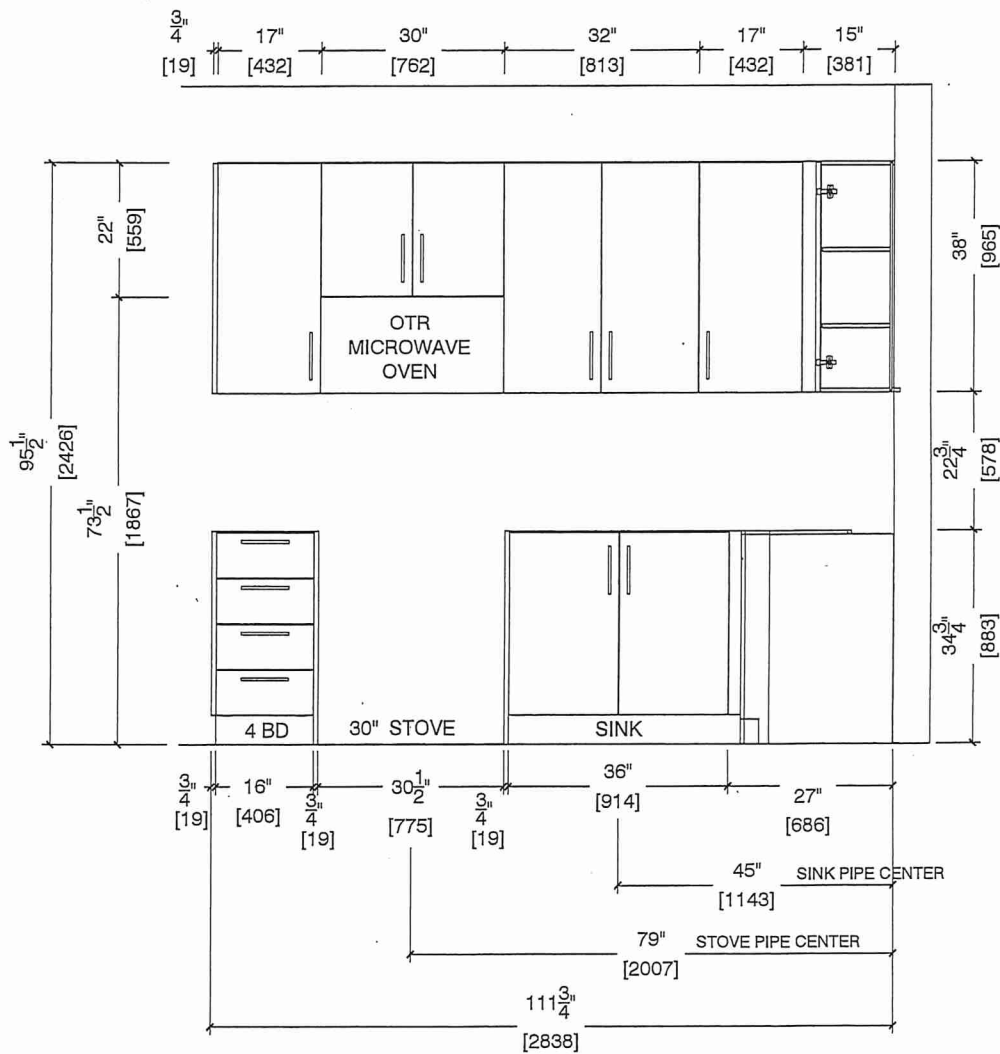 3/4" 17" 30" 32" 17" 15"
[19] [432] [762] [813] [432] [381]
22"
[559]
38"
[965]
OTR
MICROWAVE
OVEN
95 1/2"
[2426]
73 1/2"
[1867]
22 3/4"
[578]
34 3/4"
[883]
4 BD 30" STOVE SINK
3/4" 16" 3/4" 30 1/2" 3/4" 36" 27"
[19] [406] [19] [775] [19] [914] [686]
45" SINK PIPE CENTER
[1143]
79" STOVE PIPE CENTER
[2007]
111 3/4"
[2838]